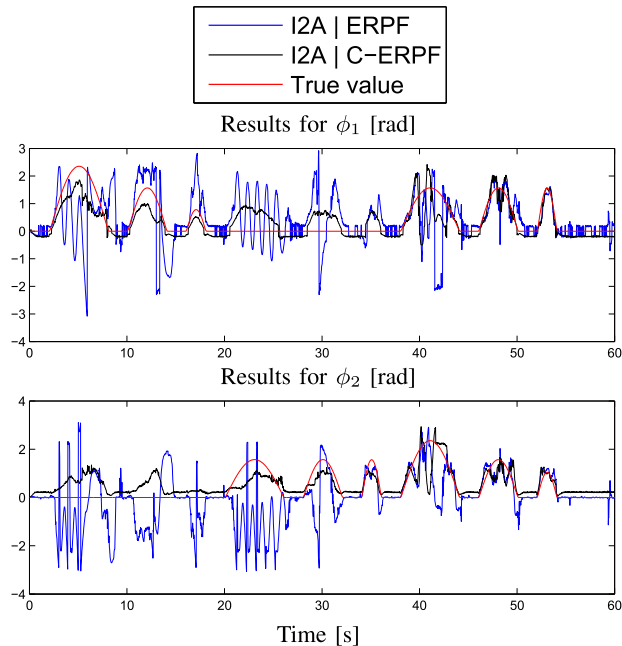 I2A | ERPF
I2A | C−ERPF
True value
Results for ϕ₁ [rad]
3
2
1
0
−1
−2
−3
−4
0 10 20 30 40 50 60
Results for ϕ₂ [rad]
4
2
0
−2
−4
0 10 20 30 40 50 60
Time [s]